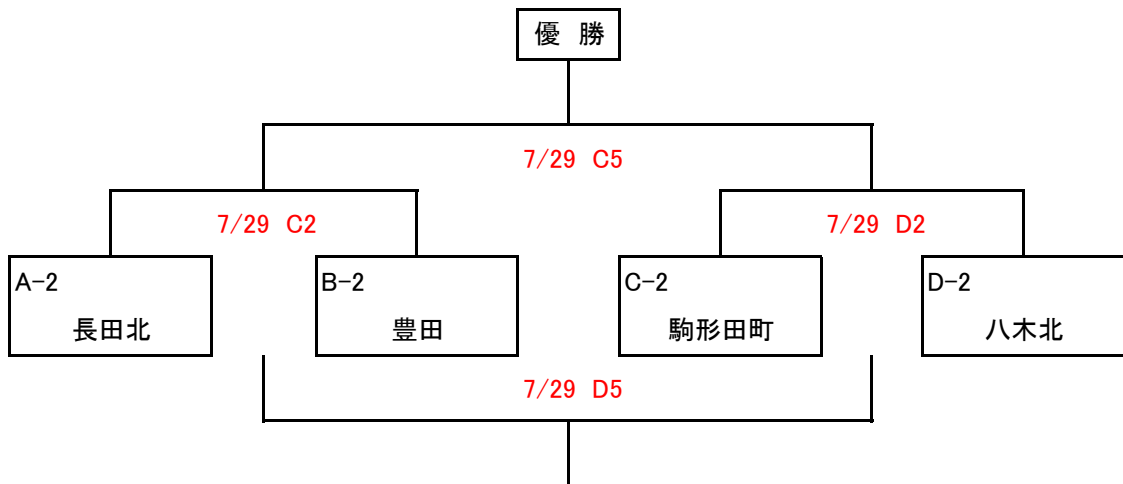 優 勝
7/29 C5
7/29 C2
7/29 D2
A-2
長田北
B-2
豊田
C-2
駒形田町
D-2
八木北
7/29 D5